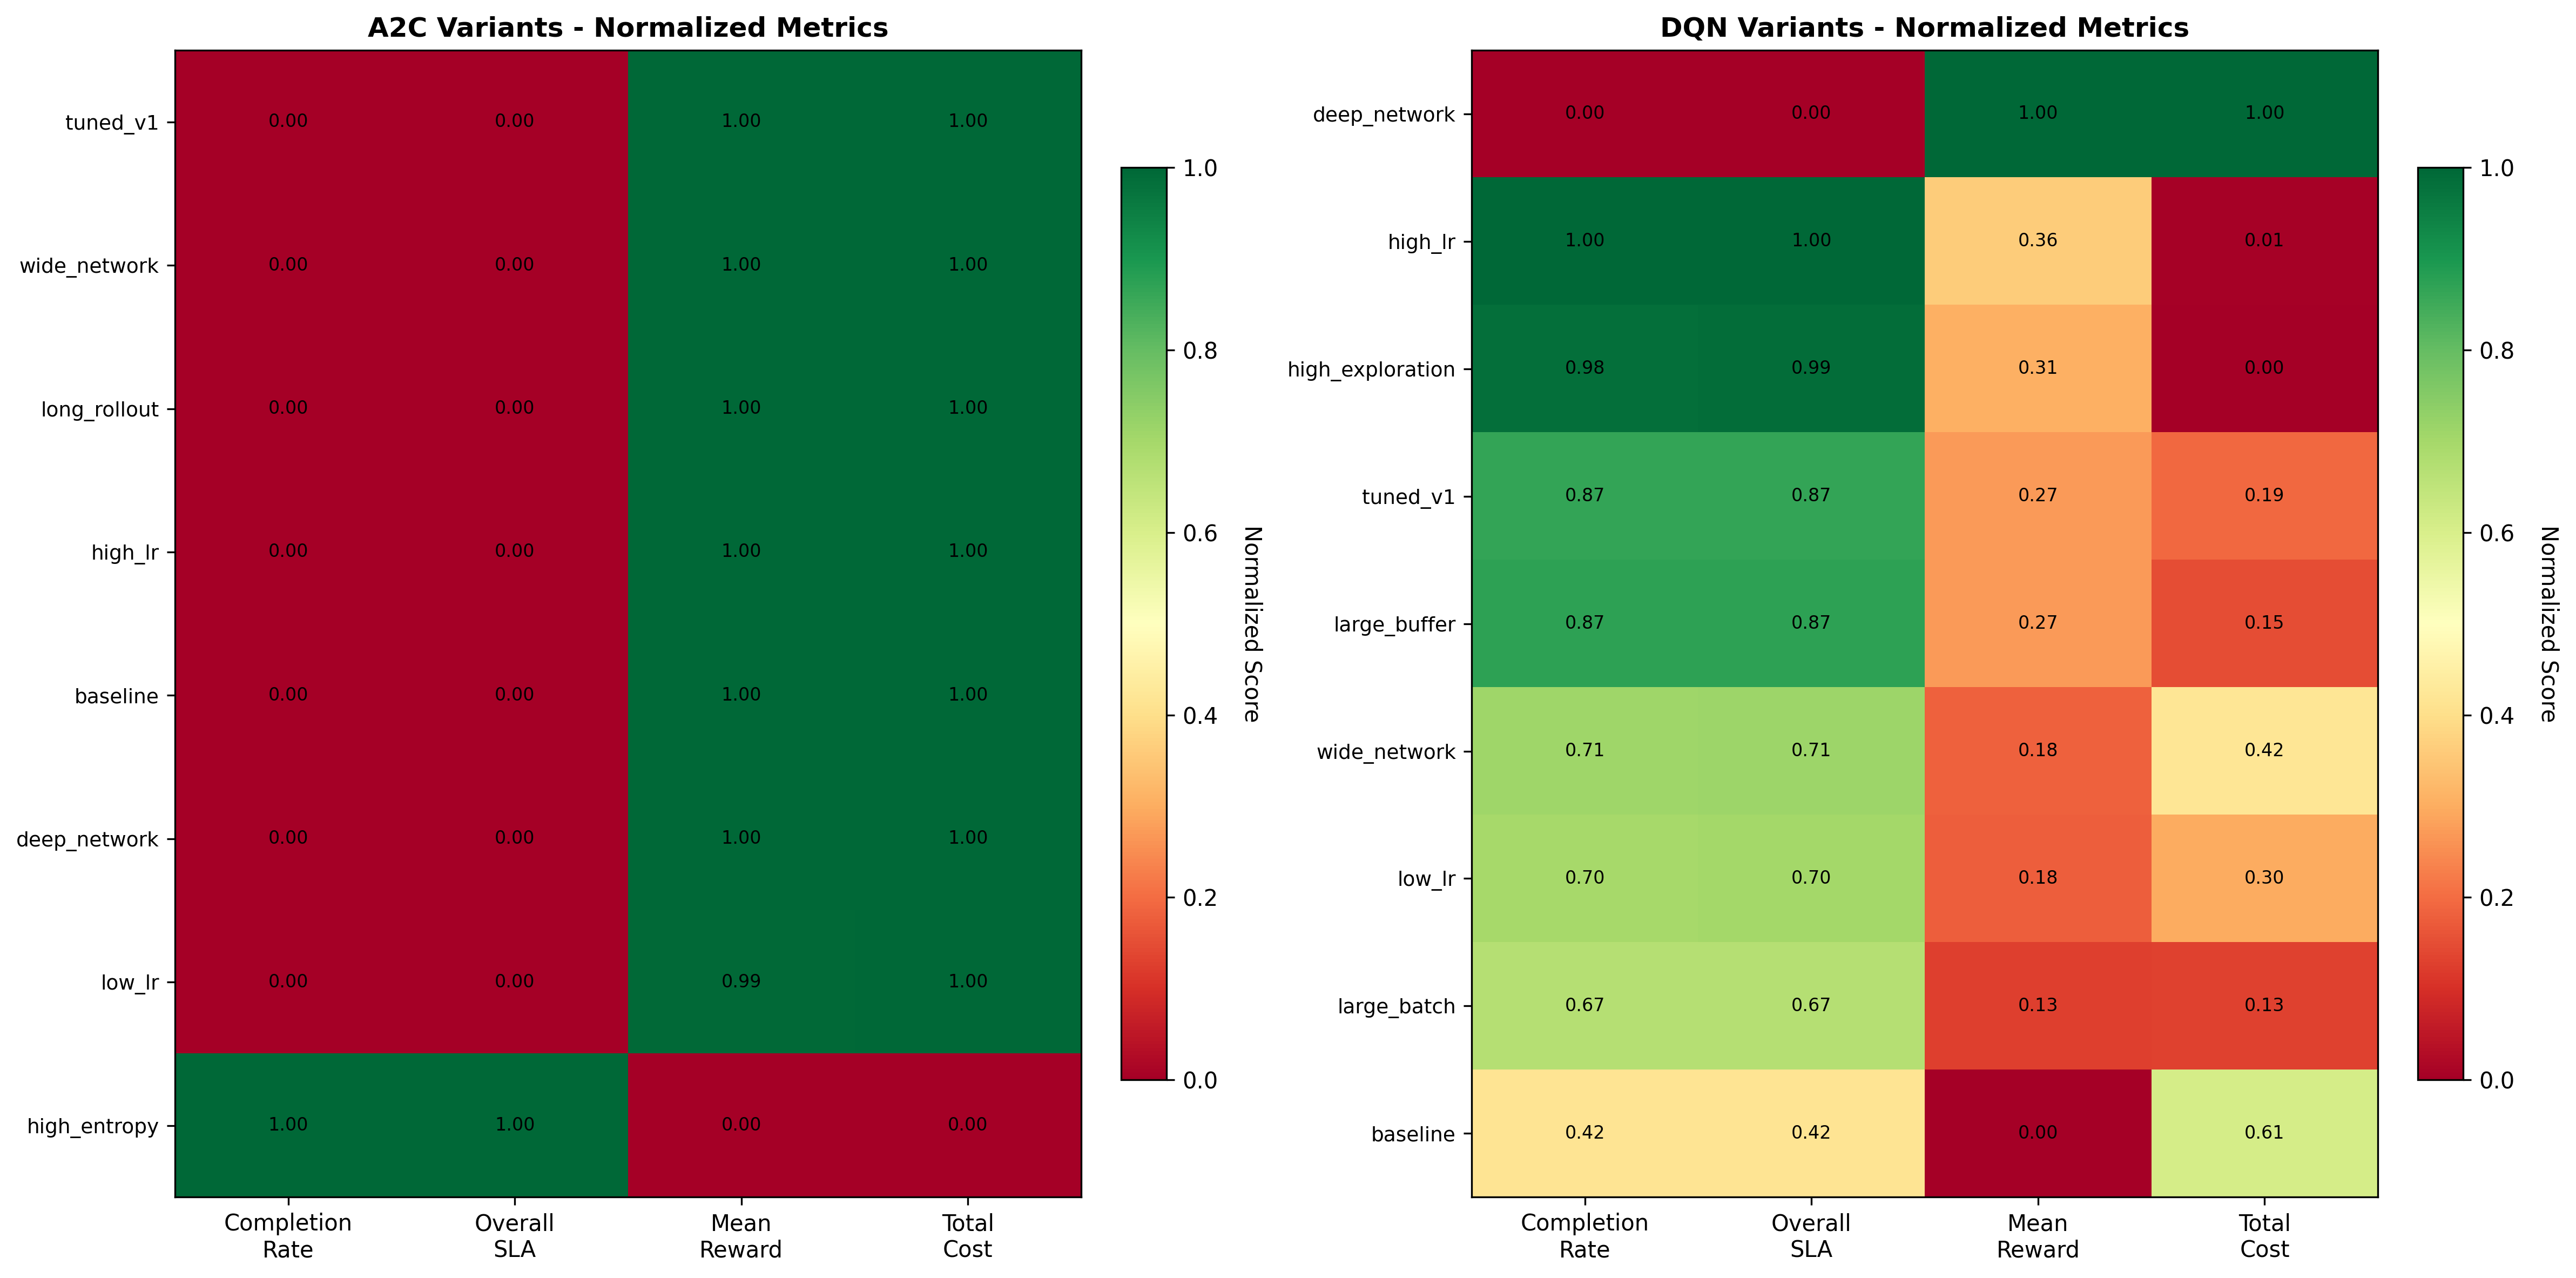 A2C Variants - Normalized Metrics
tuned_v1 0.00 0.00 1.00 1.00
wide_network 0.00 0.00 1.00 1.00
long_rollout 0.00 0.00 1.00 1.00
high_lr 0.00 0.00 1.00 1.00
baseline 0.00 0.00 1.00 1.00
deep_network 0.00 0.00 1.00 1.00
low_lr 0.00 0.00 0.99 1.00
high_entropy 1.00 1.00 0.00 0.00
Completion Overall Mean Total
Rate SLA Reward Cost
1.0
0.8
0.6
0.4
0.2
0.0
Normalized Score
DQN Variants - Normalized Metrics
deep_network 0.00 0.00 1.00 1.00
high_lr 1.00 1.00 0.36 0.01
high_exploration 0.98 0.99 0.31 0.00
tuned_v1 0.87 0.87 0.27 0.19
large_buffer 0.87 0.87 0.27 0.15
wide_network 0.71 0.71 0.18 0.42
low_lr 0.70 0.70 0.18 0.30
large_batch 0.67 0.67 0.13 0.13
baseline 0.42 0.42 0.00 0.61
Completion Overall Mean Total
Rate SLA Reward Cost
1.0
0.8
0.6
0.4
0.2
0.0
Normalized Score